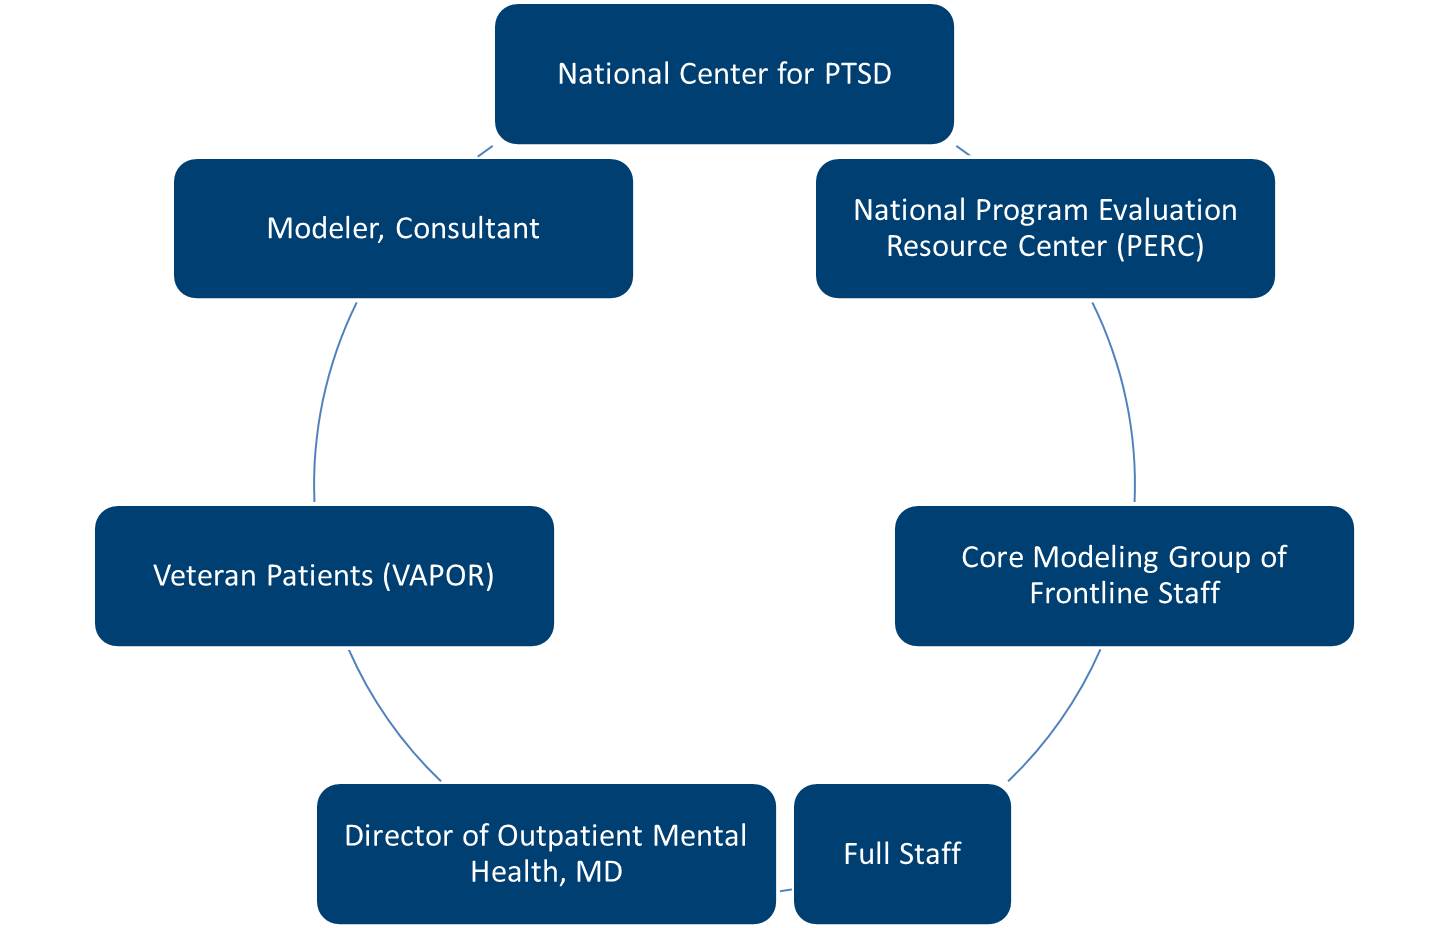 National Center for PTSD
Modeler, Consultant
National Program Evaluation
Resource Center (PERC)
Veteran Patients (VAPOR)
Core Modeling Group of
Frontline Staff
Director of Outpatient Mental
Health, MD
Full Staff